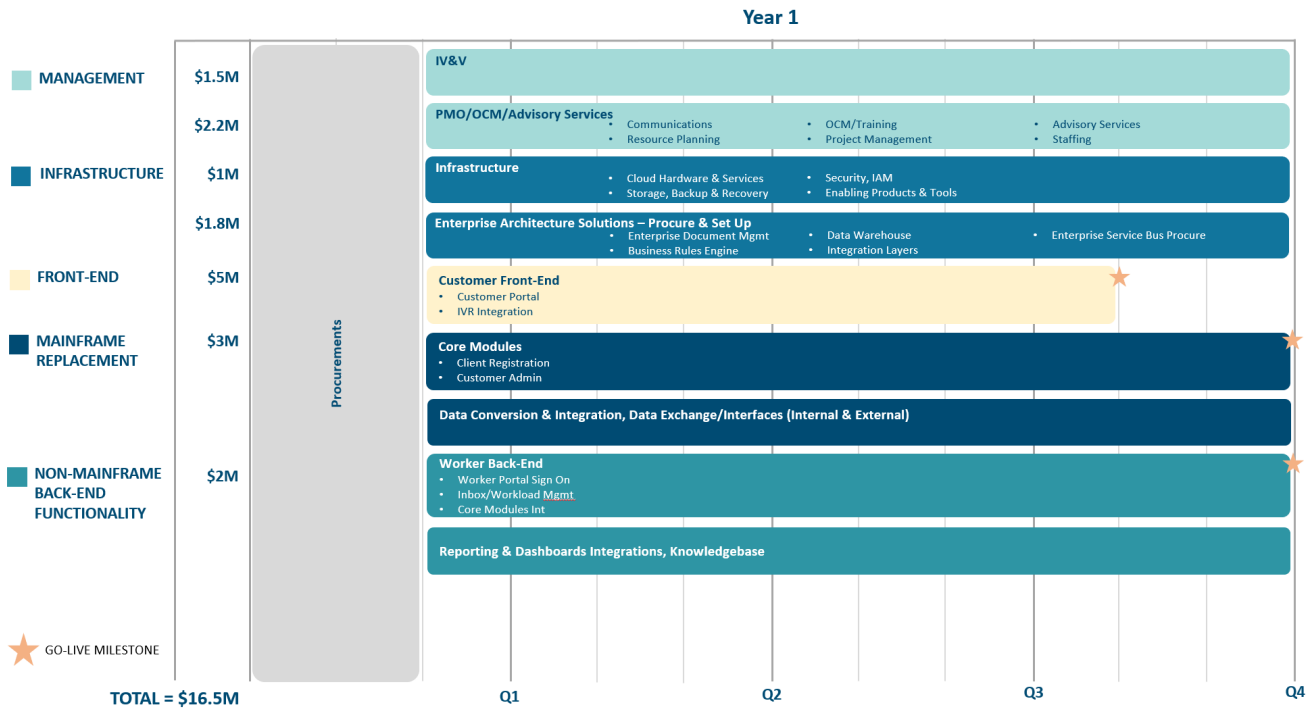 Year 1
MANAGEMENT
$1.5M
IV&V
$2.2M
PMO/OCM/Advisory Services
• Communications
• Resource Planning
• OCM/Training
• Project Management
• Advisory Services
• Staffing
INFRASTRUCTURE
$1M
Infrastructure
• Cloud Hardware & Services
• Storage, Backup & Recovery
• Security, IAM
• Enabling Products & Tools
$1.8M
Enterprise Architecture Solutions – Procure & Set Up
• Enterprise Document Mgmt
• Business Rules Engine
• Data Warehouse
• Integration Layers
• Enterprise Service Bus Procure
FRONT-END
$5M
Customer Front-End
• Customer Portal
• IVR Integration
Procurements
MAINFRAME
REPLACEMENT
$3M
Core Modules
• Client Registration
• Customer Admin
Data Conversion & Integration, Data Exchange/Interfaces (Internal & External)
NON-MAINFRAME
BACK-END
FUNCTIONALITY
$2M
Worker Back-End
• Worker Portal Sign On
• Inbox/Workload Mgmt
• Core Modules Int
Reporting & Dashboards Integrations, Knowledgebase
GO-LIVE MILESTONE
TOTAL = $16.5M
Q1
Q2
Q3
Q4